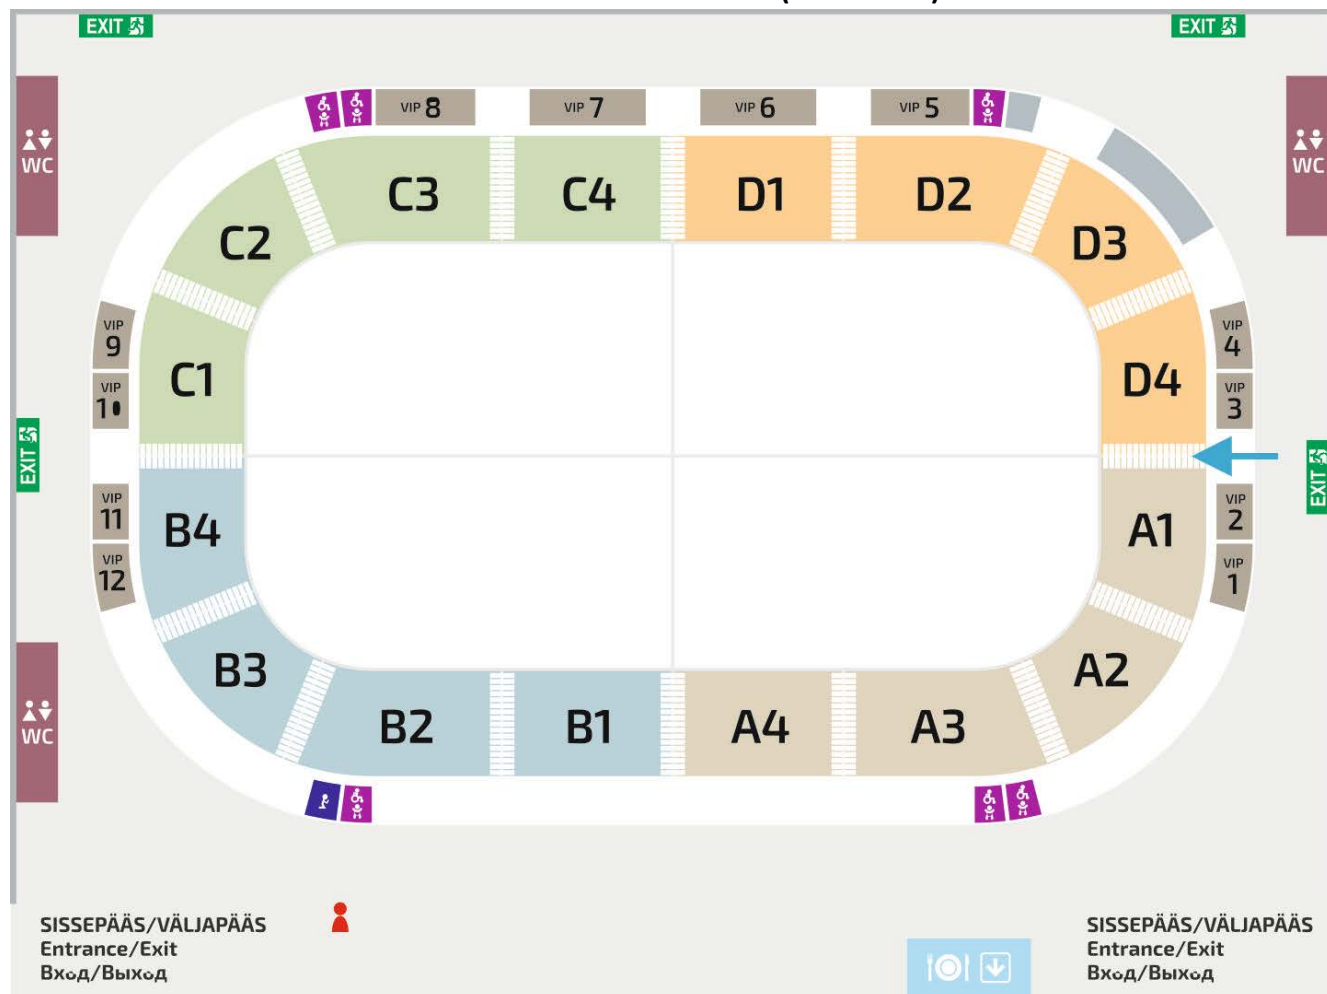 EXIT
EXIT
WC
WC
VIP 8
VIP 7
VIP 6
VIP 5
C3
C4
D1
D2
C2
D3
VIP
9
VIP
4
C1
D4
VIP
10
VIP
3
EXIT
EXIT
VIP
11
VIP
2
B4
A1
VIP
12
VIP
1
B3
A2
B2
B1
A4
A3
WC
SISSEPÄÄS/VÄLJAPÄÄS
Entrance/Exit
Вход/Выход
SISSEPÄÄS/VÄLJAPÄÄS
Entrance/Exit
Вход/Выход